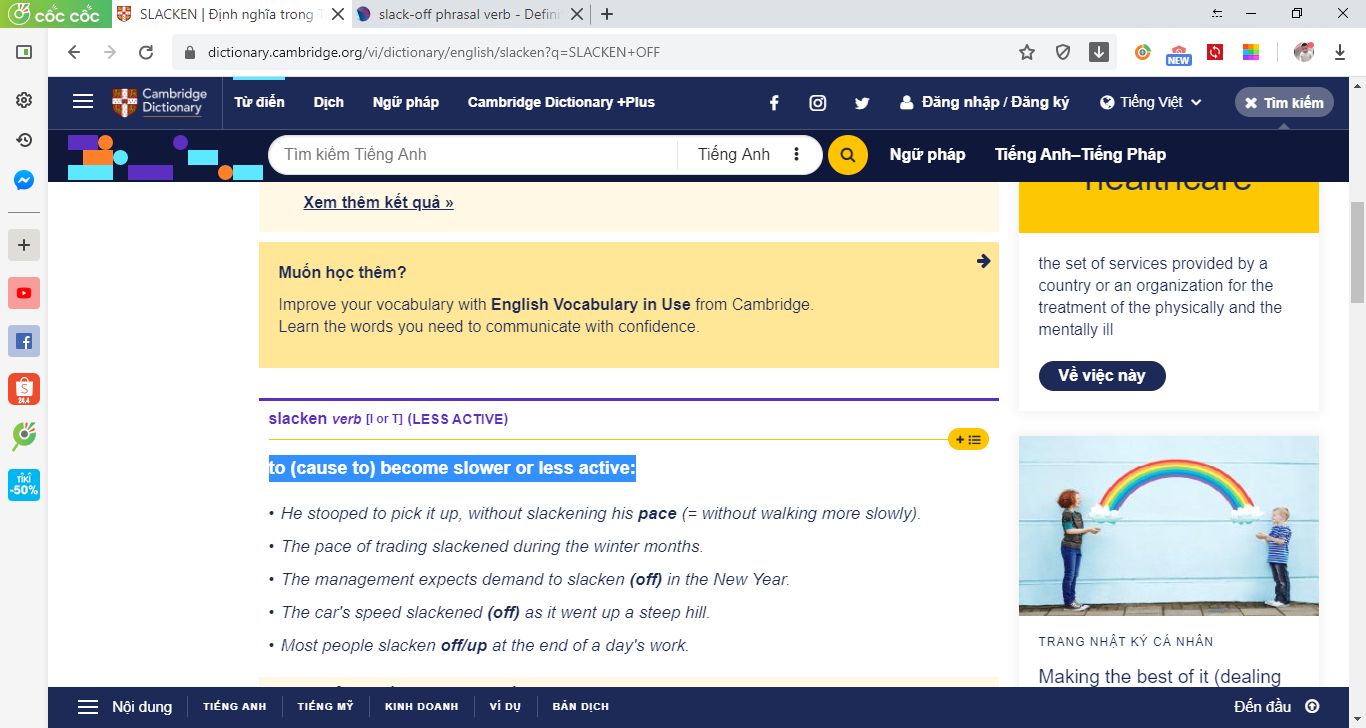 cốc cốc
SLACKEN | Định nghĩa trong T
slack-off phrasal verb - Defini
dictionary.cambridge.org/vi/dictionary/english/slacken?q=SLACKEN+OFF
NEW
Cambridge Dictionary
Từ điển
Dịch
Ngữ pháp
Cambridge Dictionary +Plus
Đăng nhập / Đăng ký
Tiếng Việt
Tìm kiếm
Tìm kiếm Tiếng Anh
Tiếng Anh
Ngữ pháp
Tiếng Anh–Tiếng Pháp
Xem thêm kết quả »
Muốn học thêm?
Improve your vocabulary with English Vocabulary in Use from Cambridge.
Learn the words you need to communicate with confidence.
slacken verb [I or T] (LESS ACTIVE)
to (cause to) become slower or less active:
• He stooped to pick it up, without slackening his pace (= without walking more slowly).
• The pace of trading slackened during the winter months.
• The management expects demand to slacken (off) in the New Year.
• The car's speed slackened (off) as it went up a steep hill.
• Most people slacken off/up at the end of a day's work.
healthcare
the set of services provided by a
country or an organization for the
treatment of the physically and the
mentally ill
Về việc này
TRANG NHẬT KÝ CÁ NHÂN
Making the best of it (dealing
24.4
TIKI
-50%
Nội dung
TIẾNG ANH
TIẾNG MỸ
KINH DOANH
VÍ DỤ
BẢN DỊCH
Đến đầu